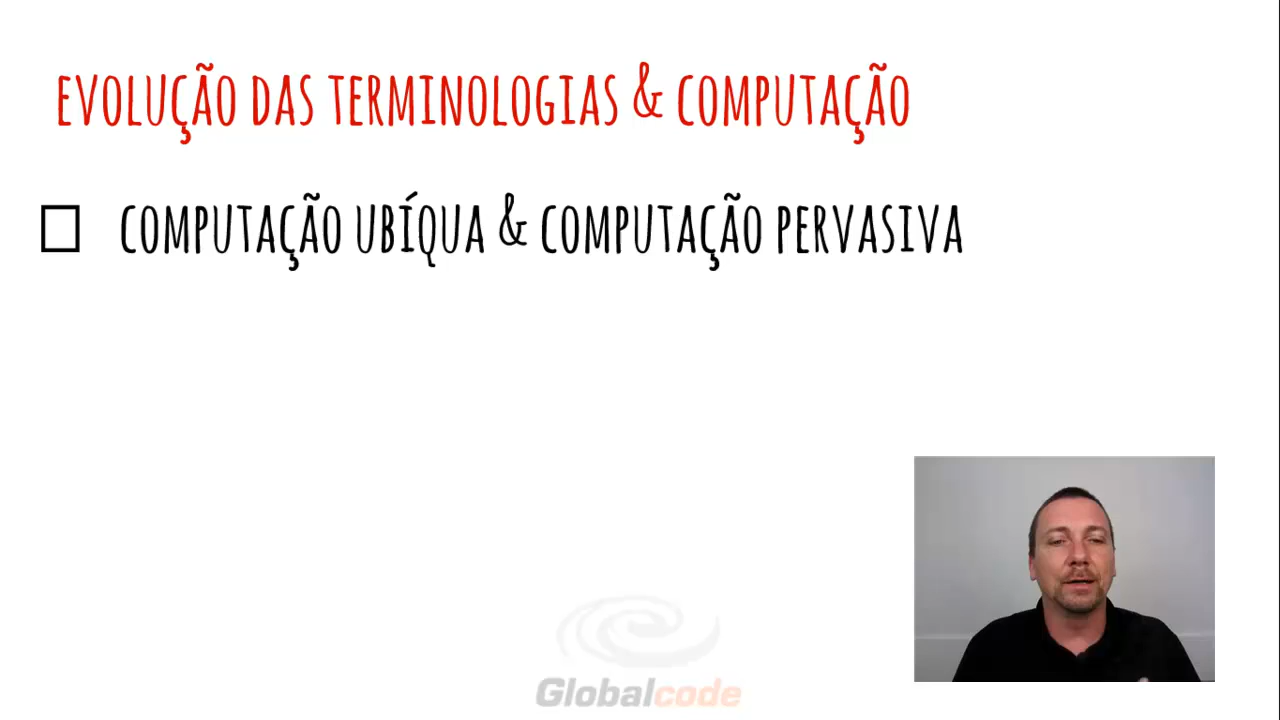 EVOLUÇÃO DAS TERMINOLOGIAS & COMPUTAÇÃO
COMPUTAÇÃO UBÍQUA & COMPUTAÇÃO PERVASIVA
Globalcode